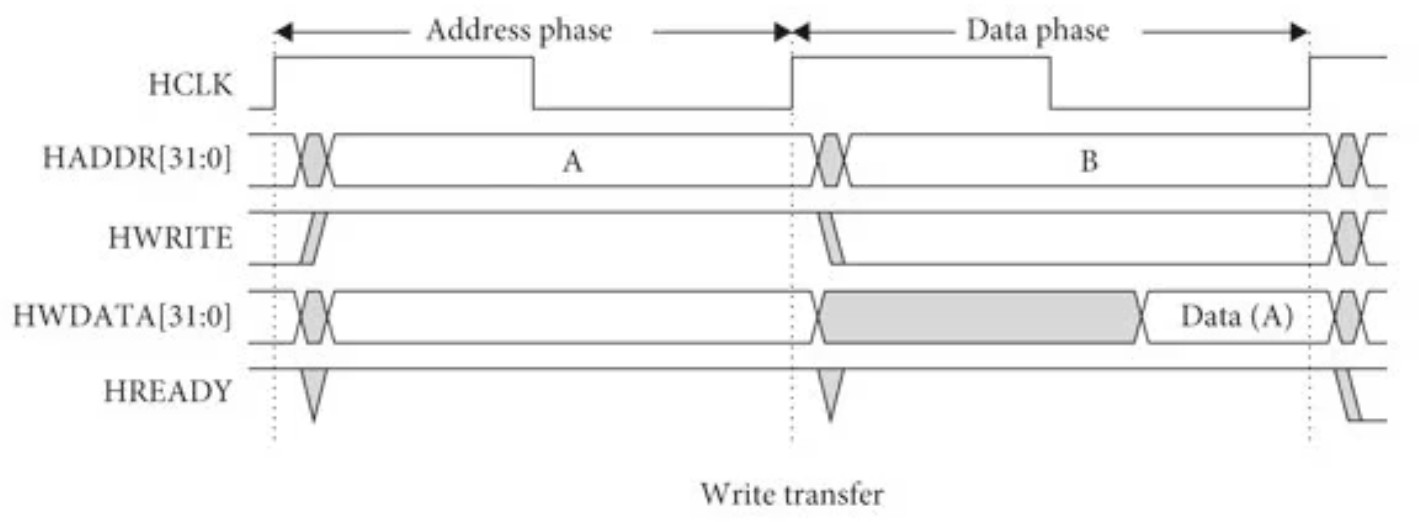 Address phase
Data phase
HCLK
HADDR[31:0]
A
B
HWRITE
HWDATA[31:0]
Data (A)
HREADY
Write transfer